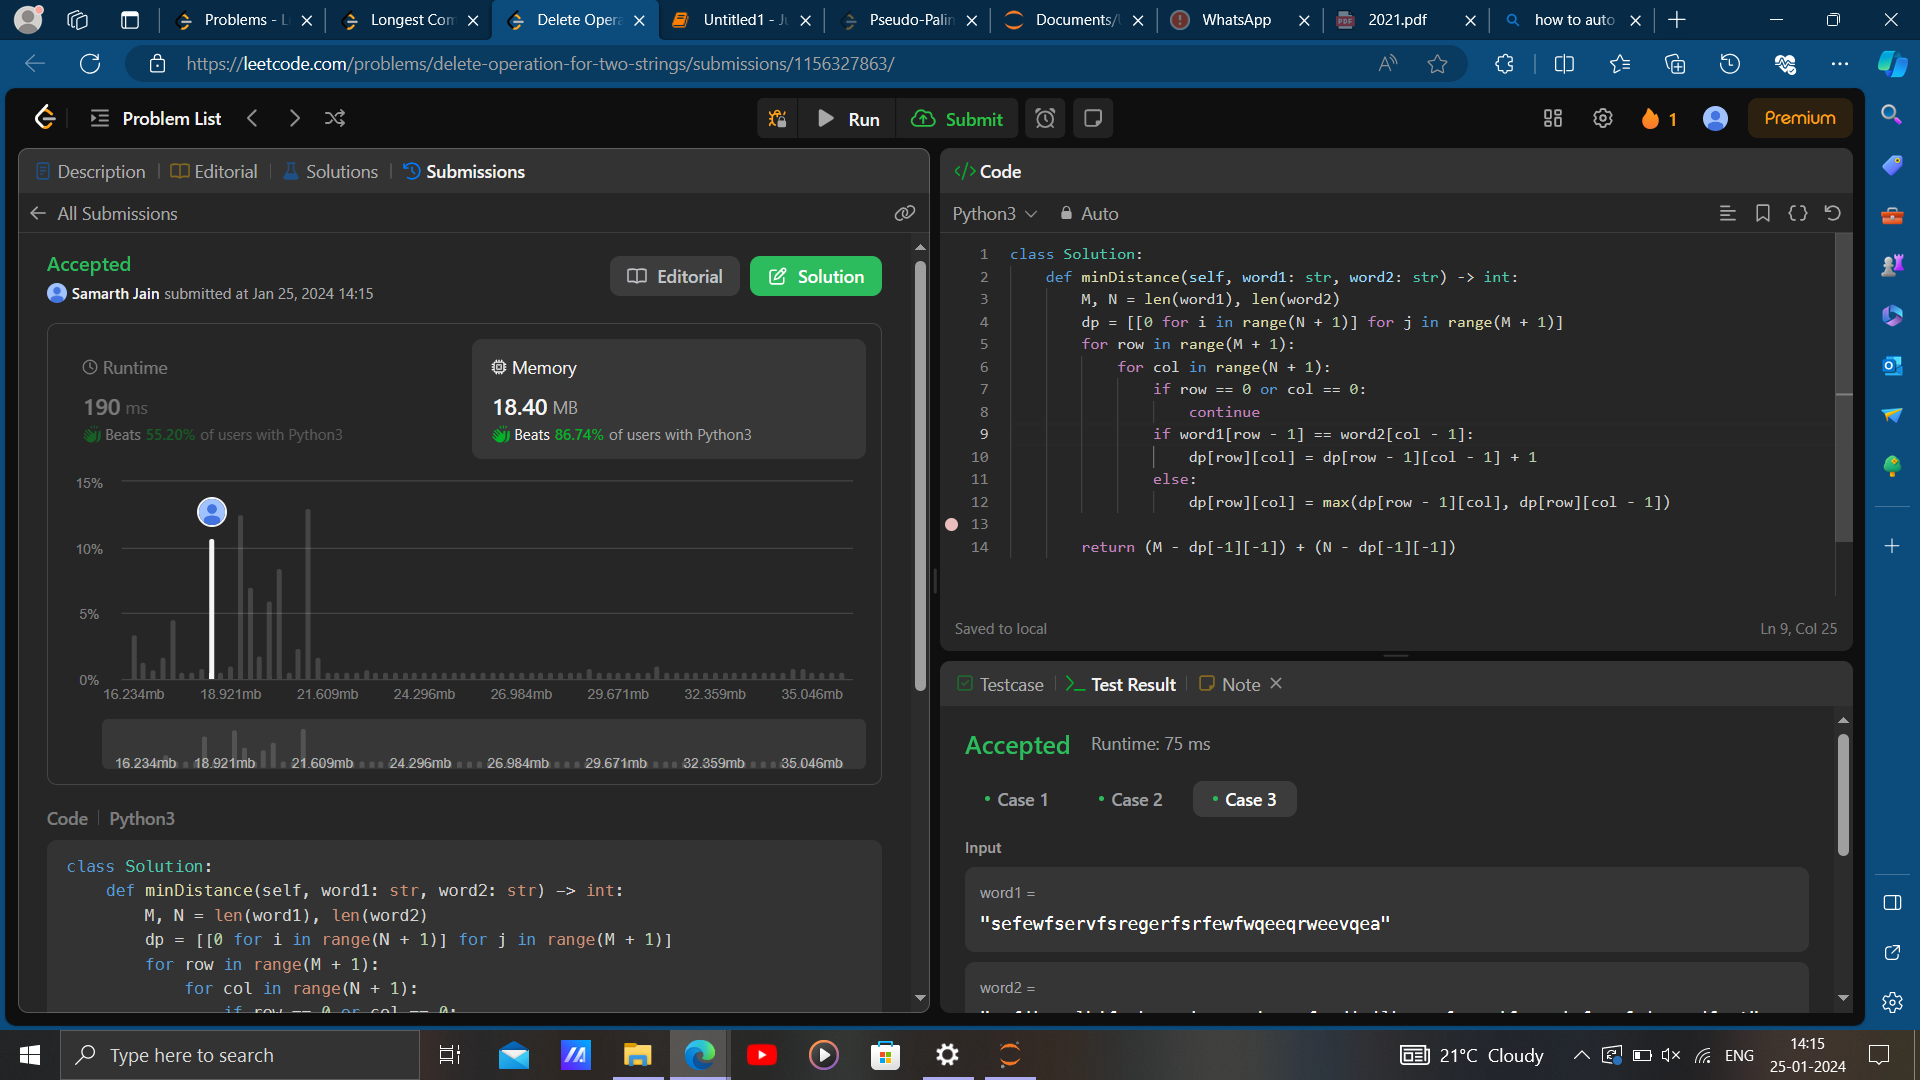 Problems - L
Longest Com
Delete Opera
Untitled1 - Ju
Pseudo-Palin
Documents/U
WhatsApp
2021.pdf
how to auto
https://leetcode.com/problems/delete-operation-for-two-strings/submissions/1156327863/
Problem List
Run
Submit
1
Premium
Description
Editorial
Solutions
Submissions
All Submissions
Accepted
Samarth Jain submitted at Jan 25, 2024 14:15
Editorial
Solution
Runtime
190 ms
Beats 55.20% of users with Python3
Memory
18.40 MB
Beats 86.74% of users with Python3
15%
10%
5%
0%
16.234mb 18.921mb 21.609mb 24.296mb 26.984mb 29.671mb 32.359mb 35.046mb
16.234mb 18.921mb 21.609mb 24.296mb 26.984mb 29.671mb 32.359mb 35.046mb
Code | Python3
class Solution:
def minDistance(self, word1: str, word2: str) -> int:
M, N = len(word1), len(word2)
dp = [[0 for i in range(N + 1)] for j in range(M + 1)]
for row in range(M + 1):
for col in range(N + 1):
if row == 0 or col == 0:
Code
Python3
Auto
1 class Solution:
2 def minDistance(self, word1: str, word2: str) -> int:
3 M, N = len(word1), len(word2)
4 dp = [[0 for i in range(N + 1)] for j in range(M + 1)]
5 for row in range(M + 1):
6 for col in range(N + 1):
7 if row == 0 or col == 0:
8 continue
9 if word1[row - 1] == word2[col - 1]:
10 dp[row][col] = dp[row - 1][col - 1] + 1
11 else:
12 dp[row][col] = max(dp[row - 1][col], dp[row][col - 1])
13
14 return (M - dp[-1][-1]) + (N - dp[-1][-1])
Saved to local
Ln 9, Col 25
Testcase
Test Result
Note
Accepted
Runtime: 75 ms
Case 1
Case 2
Case 3
Input
word1 =
"sefewfservfsregerfsrfewfwqeeqrweevqea"
word2 =
Type here to search
21°C Cloudy
ENG
14:15
25-01-2024